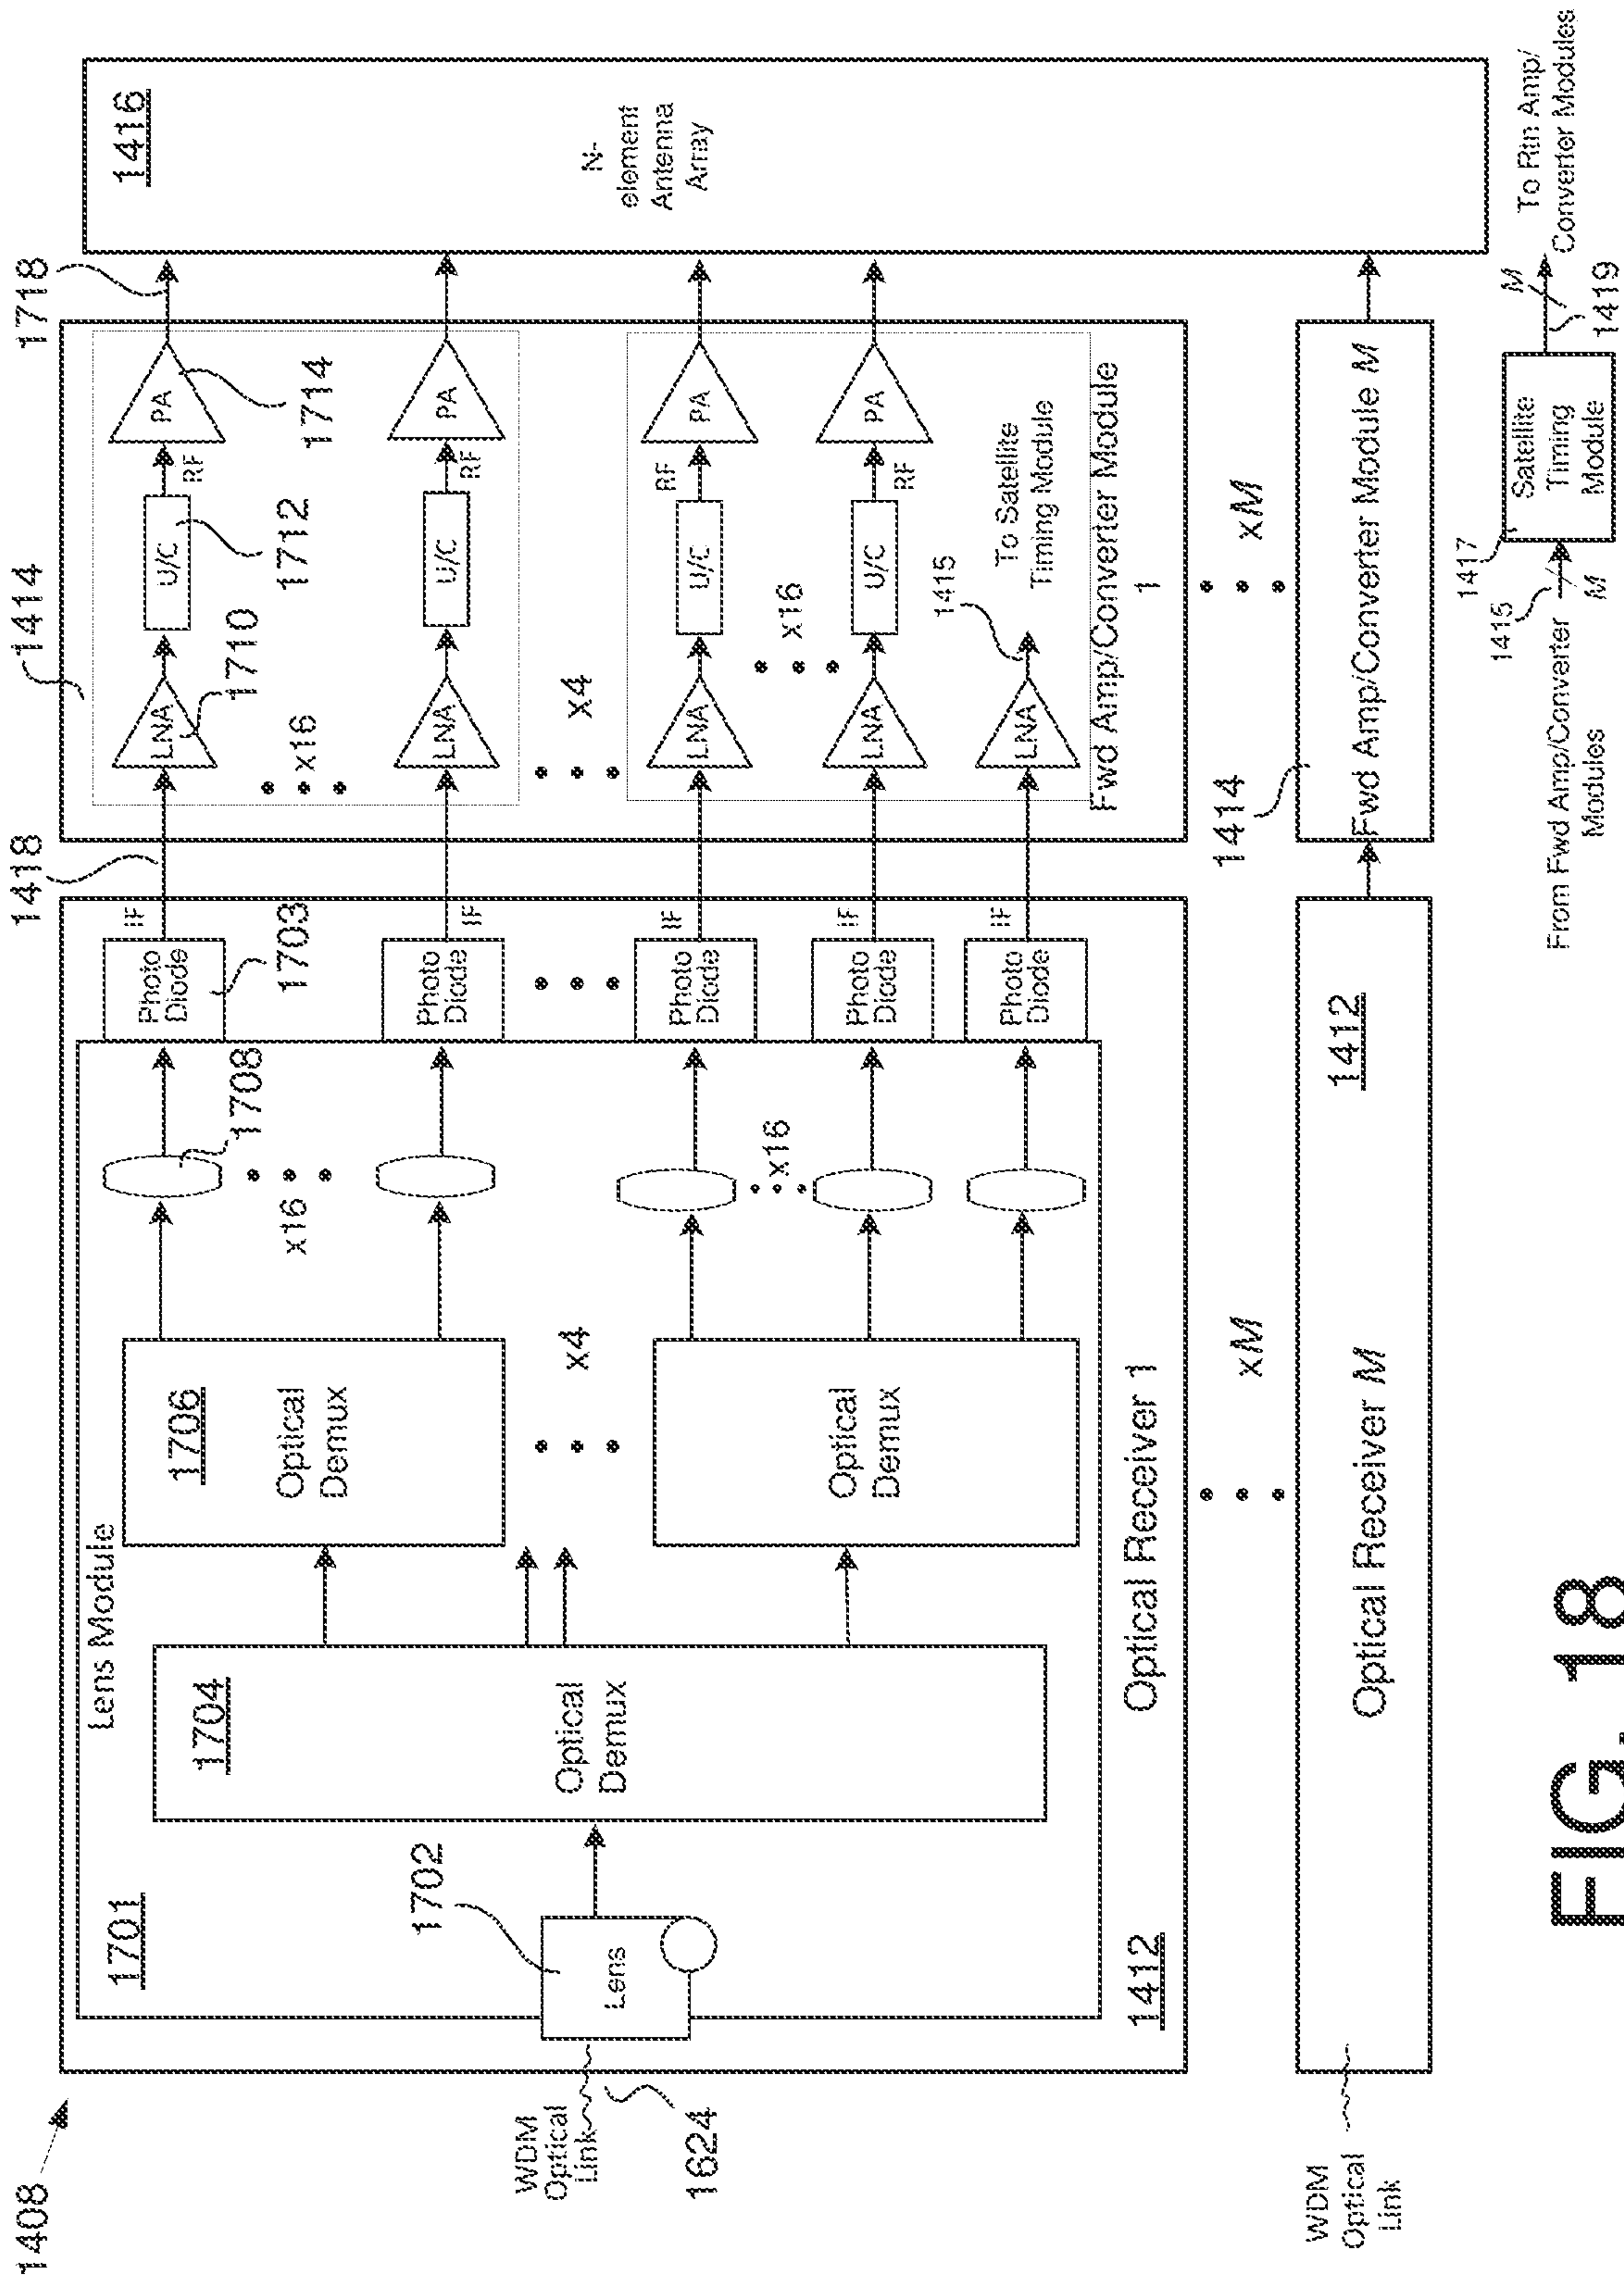 1408
1701
Lens Module
1702
Lens
WDM
Optical
Link
1624
1704
Optical
Demux
1706
Optical
Demux
x4
Optical
Demux
1708
x16
x16
Photo
Diode
1703
Photo
Diode
Photo
Diode
Photo
Diode
Photo
Diode
IF
IF
IF
IF
IF
1412
Optical Receiver 1
xM
WDM
Optical
Link
Optical Receiver M
1412
1418
1414
LNA
1710
U/C
1712
RF
PA
1714
x16
LNA
U/C
RF
PA
x4
LNA
U/C
RF
PA
x16
LNA
U/C
RF
PA
LNA
1415
To Satellite
Timing Module
Fwd Amp/Converter Module
1
xM
1414
Fwd Amp/Converter Module M
1718
1416
N-
element
Antenna
Array
From Fwd Amp/Converter
Modules
1415
M
1417
Satellite
Timing
Module
M
1419
To Rtn Amp/
Converter Modules
FIG. 18